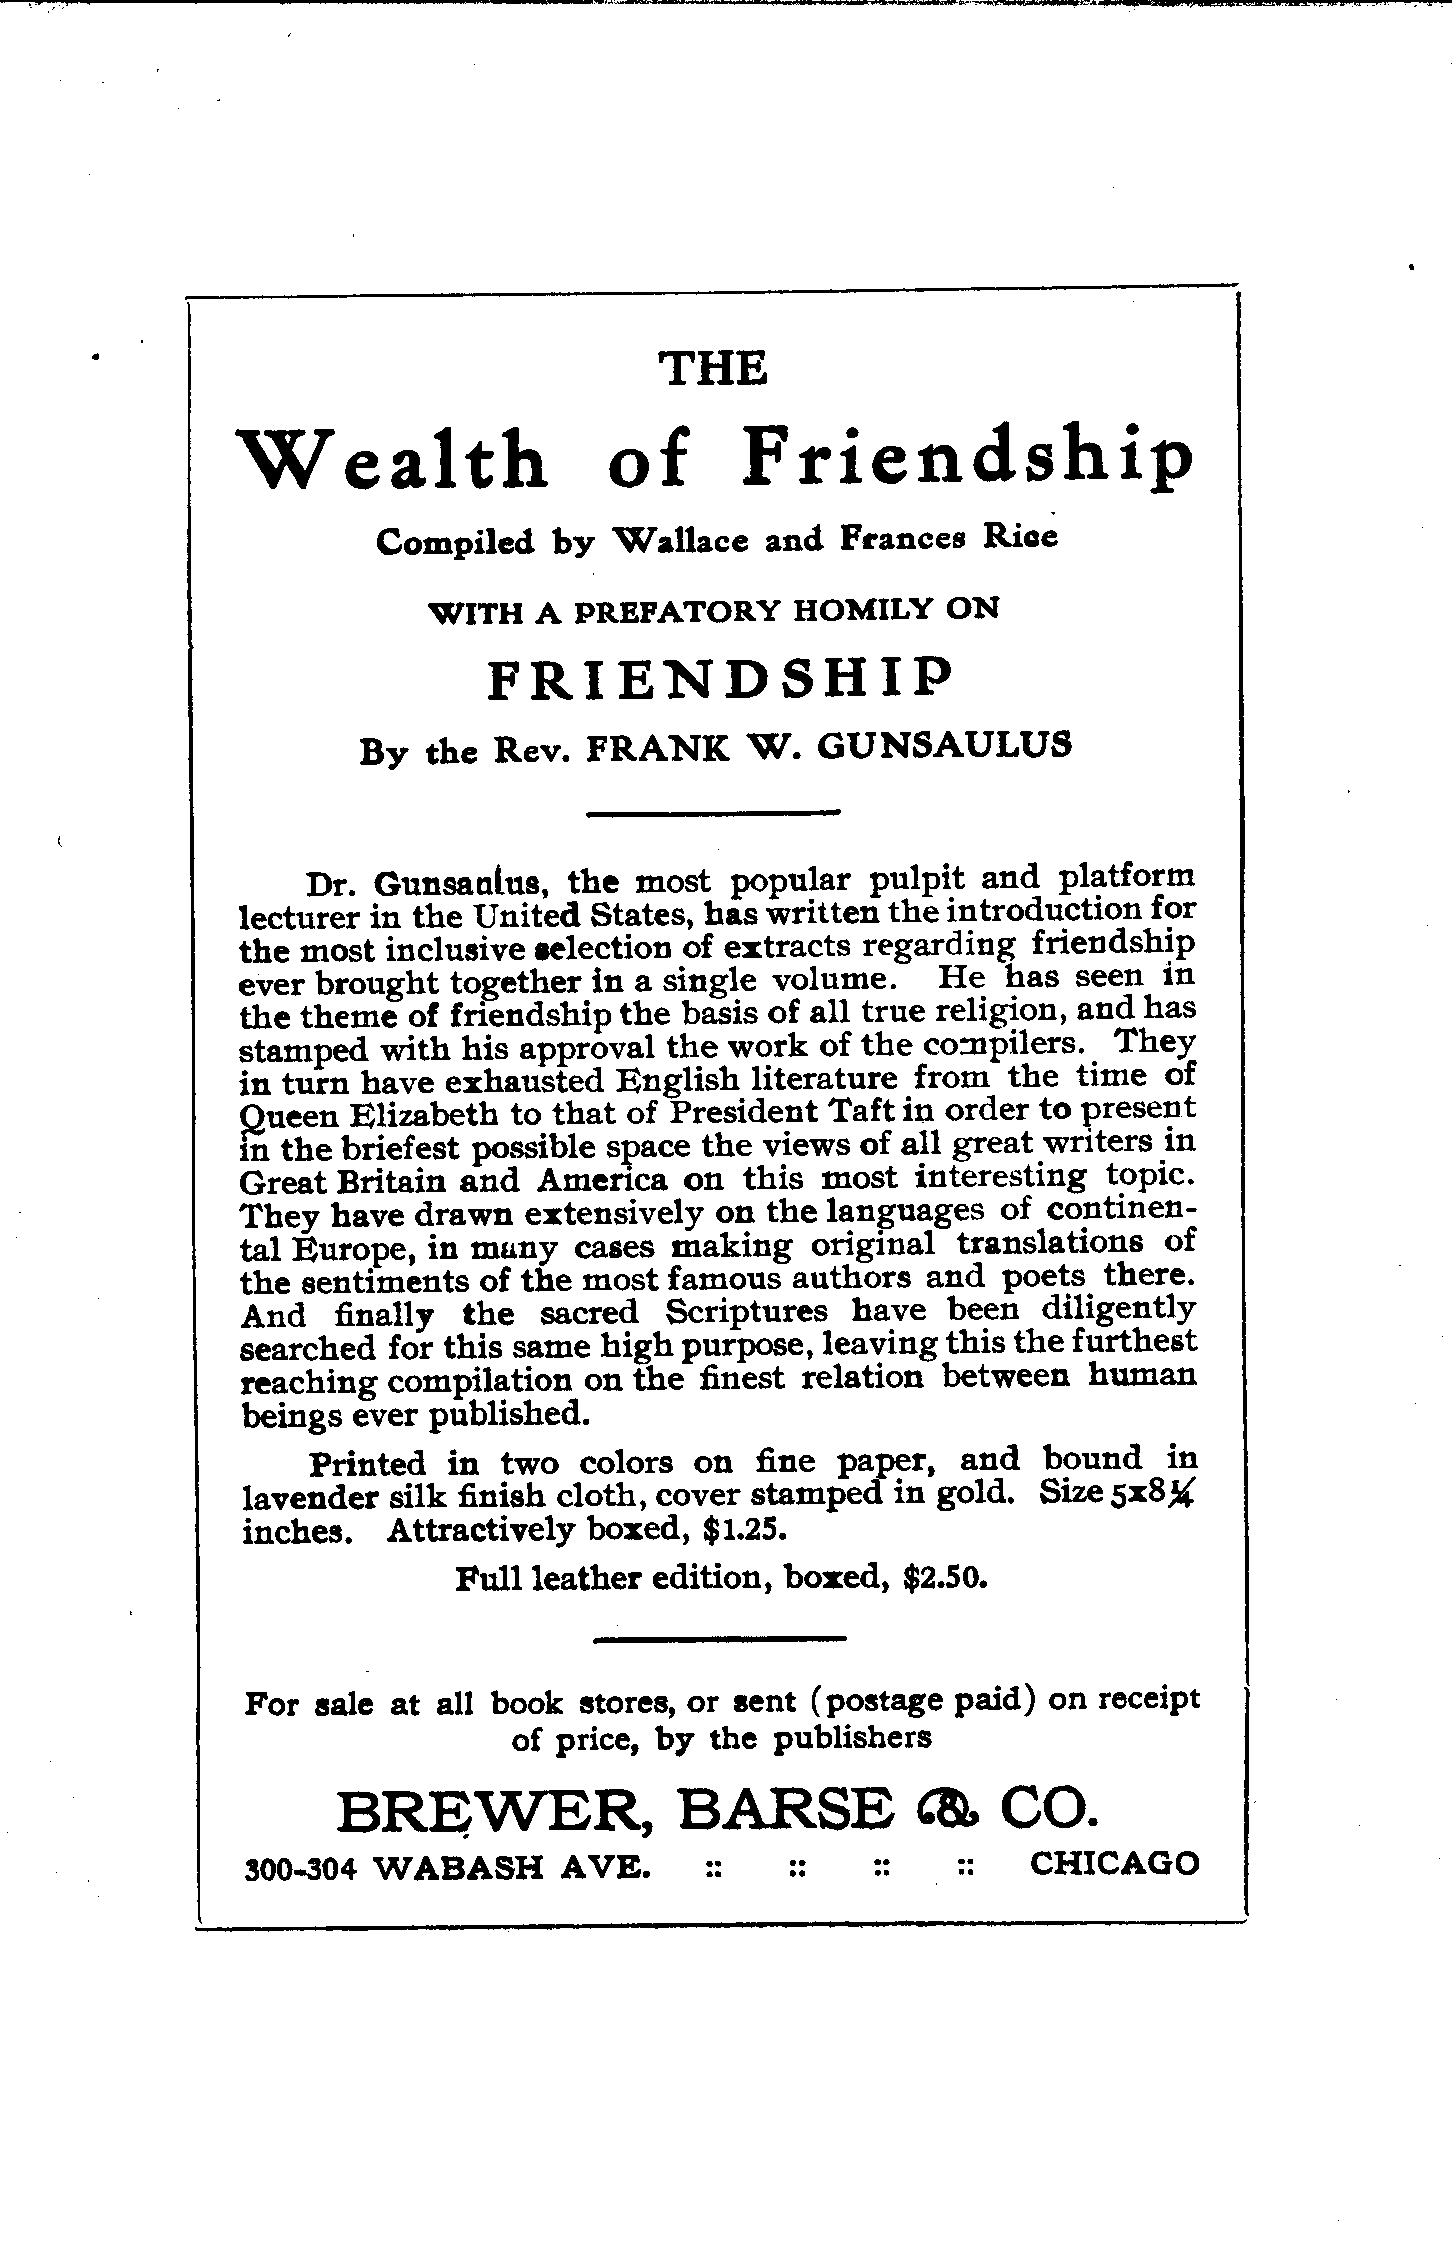 THE
Wealth of Friendship
Compiled by Wallace and Frances Rice
WITH A PREFATORY HOMILY ON
FRIENDSHIP
By the Rev. FRANK W. GUNSAULUS
Dr. Gunsaulus, the most popular pulpit and platform
lecturer in the United States, has written the introduction for
the most inclusive selection of extracts regarding friendship
ever brought together in a single volume. He has seen in
the theme of friendship the basis of all true religion, and has
stamped with his approval the work of the compilers. They
in turn have exhausted English literature from the time of
Queen Elizabeth to that of President Taft in order to present
in the briefest possible space the views of all great writers in
Great Britain and America on this most interesting topic.
They have drawn extensively on the languages of continen-
tal Europe, in many cases making original translations of
the sentiments of the most famous authors and poets there.
And finally the sacred Scriptures have been diligently
searched for this same high purpose, leaving this the furthest
reaching compilation on the finest relation between human
beings ever published.
Printed in two colors on fine paper, and bound in
lavender silk finish cloth, cover stamped in gold. Size 5x8¼
inches. Attractively boxed, $1.25.
Full leather edition, boxed, $2.50.
For sale at all book stores, or sent (postage paid) on receipt
of price, by the publishers
BREWER, BARSE & CO.
300-304 WABASH AVE. :: :: :: :: CHICAGO